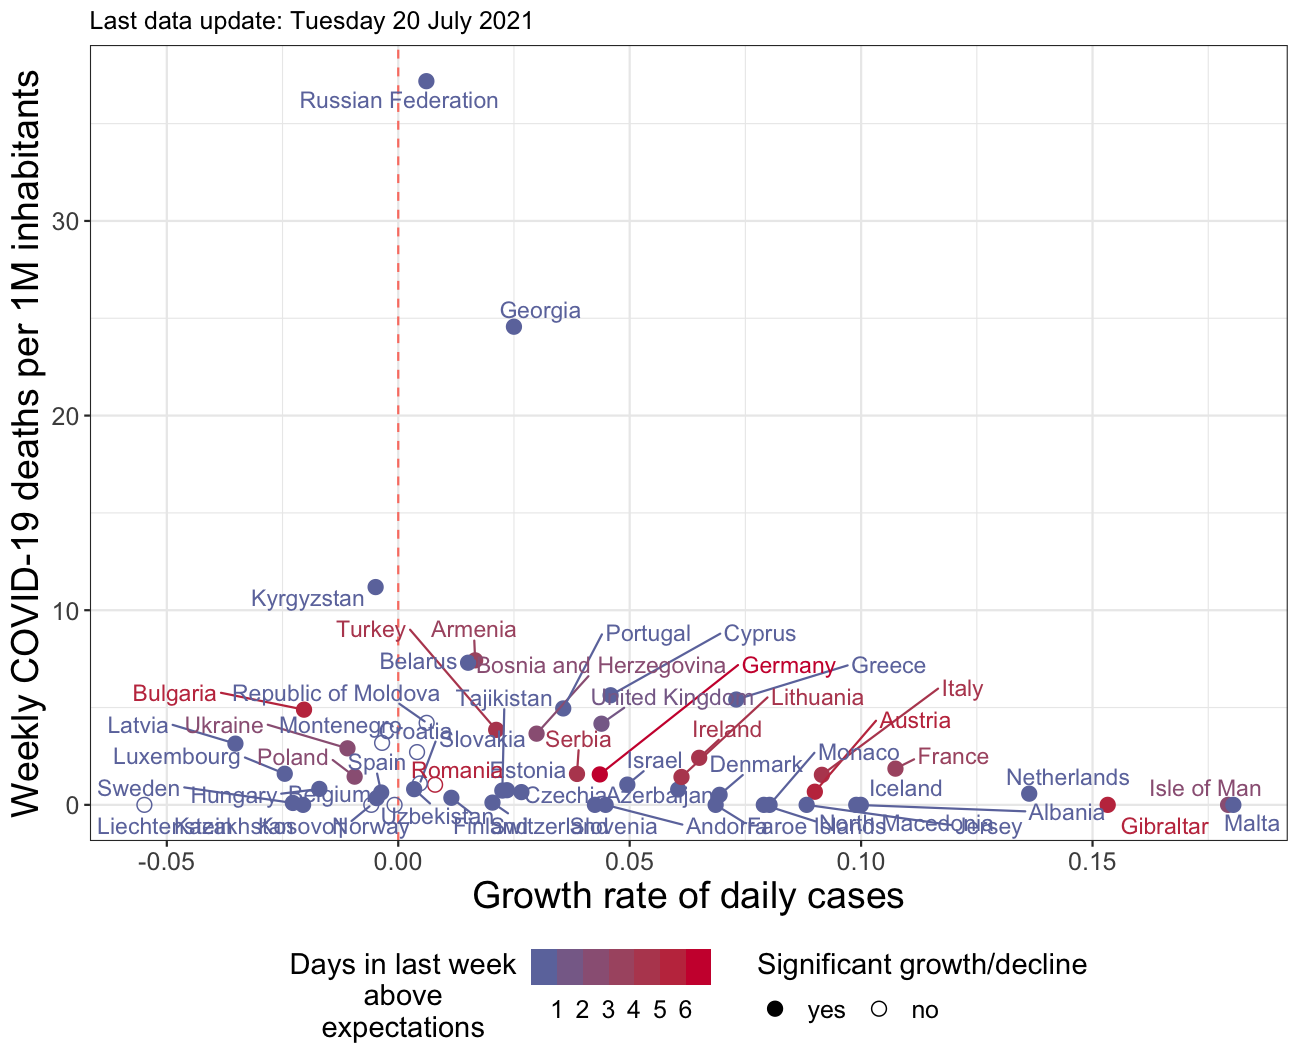 Last data update: Tuesday 20 July 2021
Weekly COVID-19 deaths per 1M inhabitants
30
20
10
0
Russian Federation
Georgia
Kyrgyzstan
Turkey
Armenia
Portugal
Cyprus
Belarus
Bosnia and Herzegovina
Germany
Greece
Bulgaria
Republic of Moldova
Tajikistan
United Kingdom
Lithuania
Italy
Latvia
Ukraine
Montenegro
Croatia
Slovakia
Serbia
Ireland
Austria
Luxembourg
Poland
Spain
Romania
Estonia
Israel
Denmark
Monaco
France
Sweden
Hungary
Belgium
Czechia
Azerbaijan
Iceland
Netherlands
Isle of Man
Liechtenstein
Kazakhstan
Kosovo
Norway
Uzbekistan
Finland
Switzerland
Slovenia
Andorra
Faroe Islands
North Macedonia
Jersey
Albania
Gibraltar
Malta
-0.05
0.00
0.05
0.10
0.15
Growth rate of daily cases
Days in last week
above
expectations
1 2 3 4 5 6
Significant growth/decline
yes no